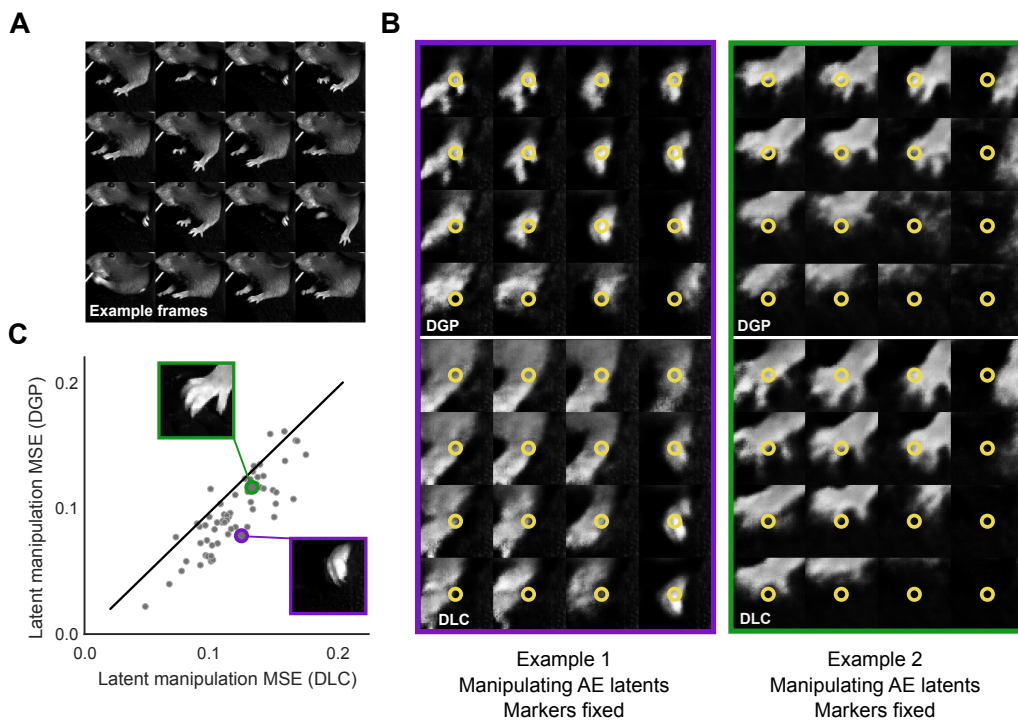 A
Example frames
B
DGP
DLC
DGP
DLC
Example 1
Manipulating AE latents
Markers fixed
Example 2
Manipulating AE latents
Markers fixed
C
Latent manipulation MSE (DGP)
0.2
0.1
0.0
0.0
0.1
0.2
Latent manipulation MSE (DLC)